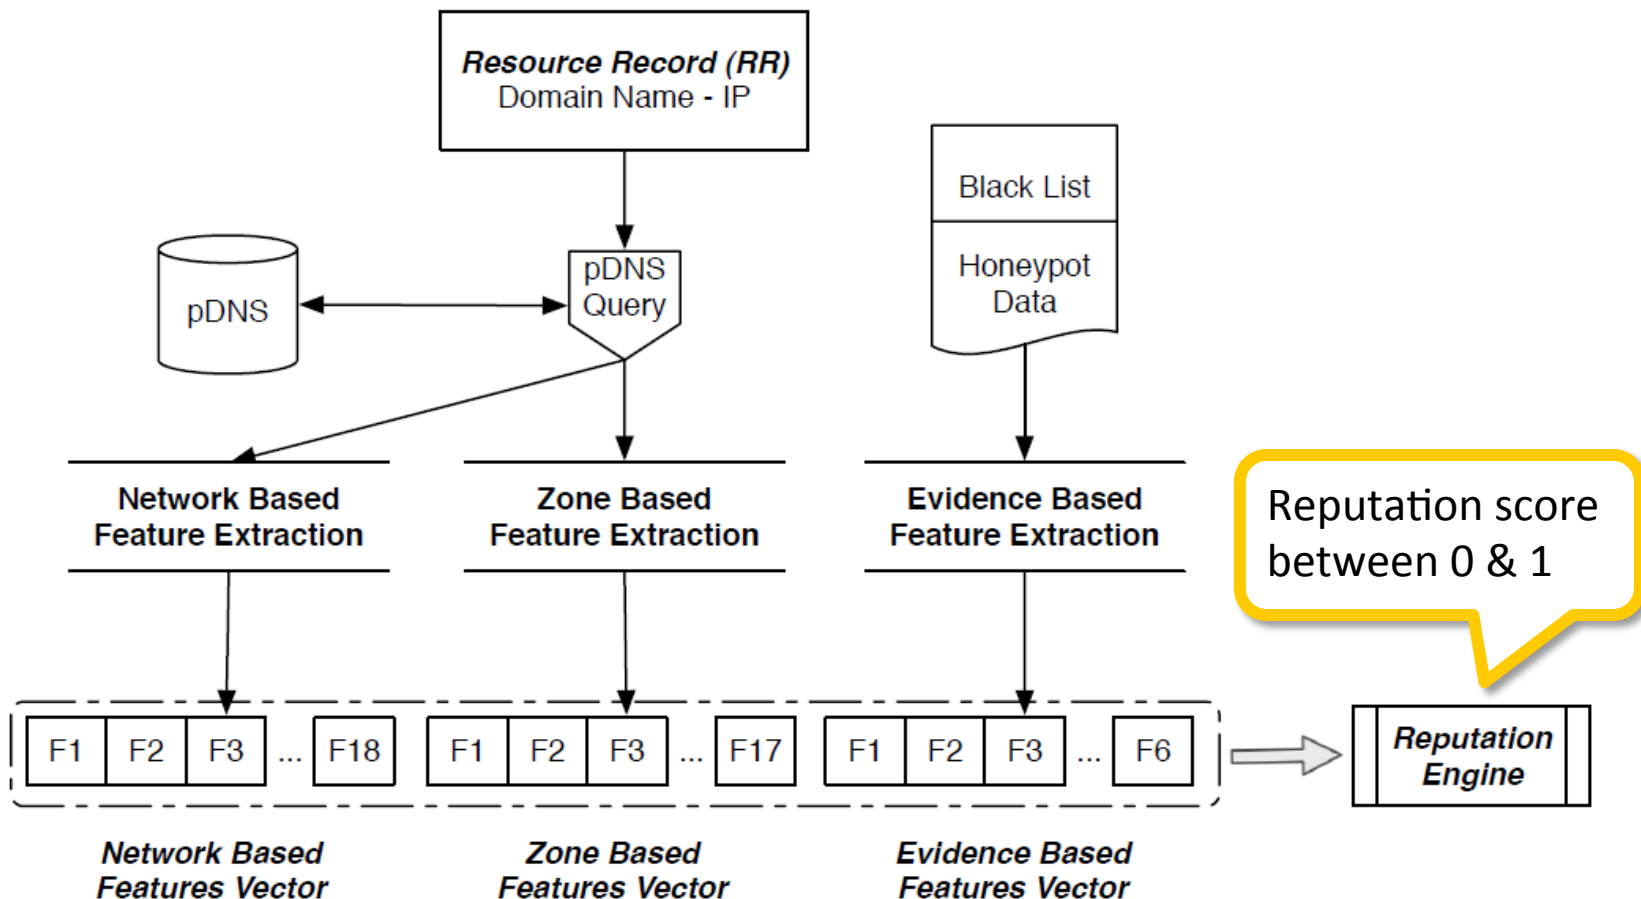 Resource Record (RR)
Domain Name - IP
Black List
Honeypot
Data
pDNS
pDNS
Query
Network Based
Feature Extraction
Zone Based
Feature Extraction
Evidence Based
Feature Extraction
Reputation score
between 0 & 1
F1 F2 F3 ... F18 F1 F2 F3 ... F17 F1 F2 F3 ... F6
Reputation
Engine
Network Based
Features Vector
Zone Based
Features Vector
Evidence Based
Features Vector